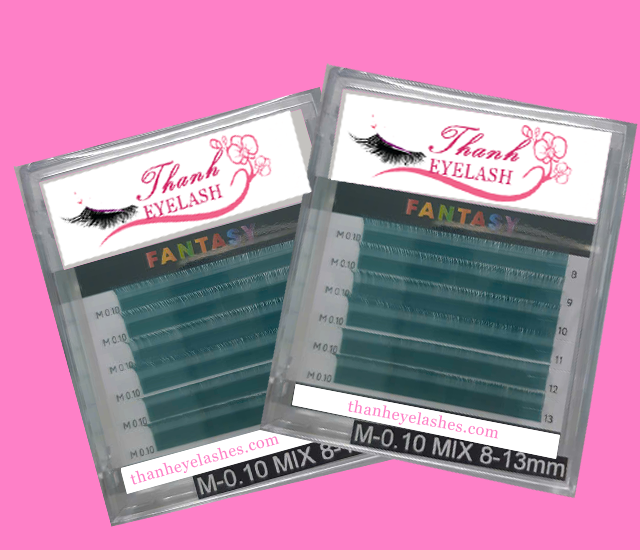 Thanh
EYELASH
FANTASY
M 0.10
M 0.10
M 0.10
M 0.10
M 0.10
M 0.10
thanheyelashes.com
M-0.10 MIX 8-1
Thanh
EYELASH
FANTASY
M 0.10
8
M 0.10
9
M 0.10
10
M 0.10
11
M 0.10
12
M 0.10
13
thanheyelashes.com
M-0.10 MIX 8-13mm